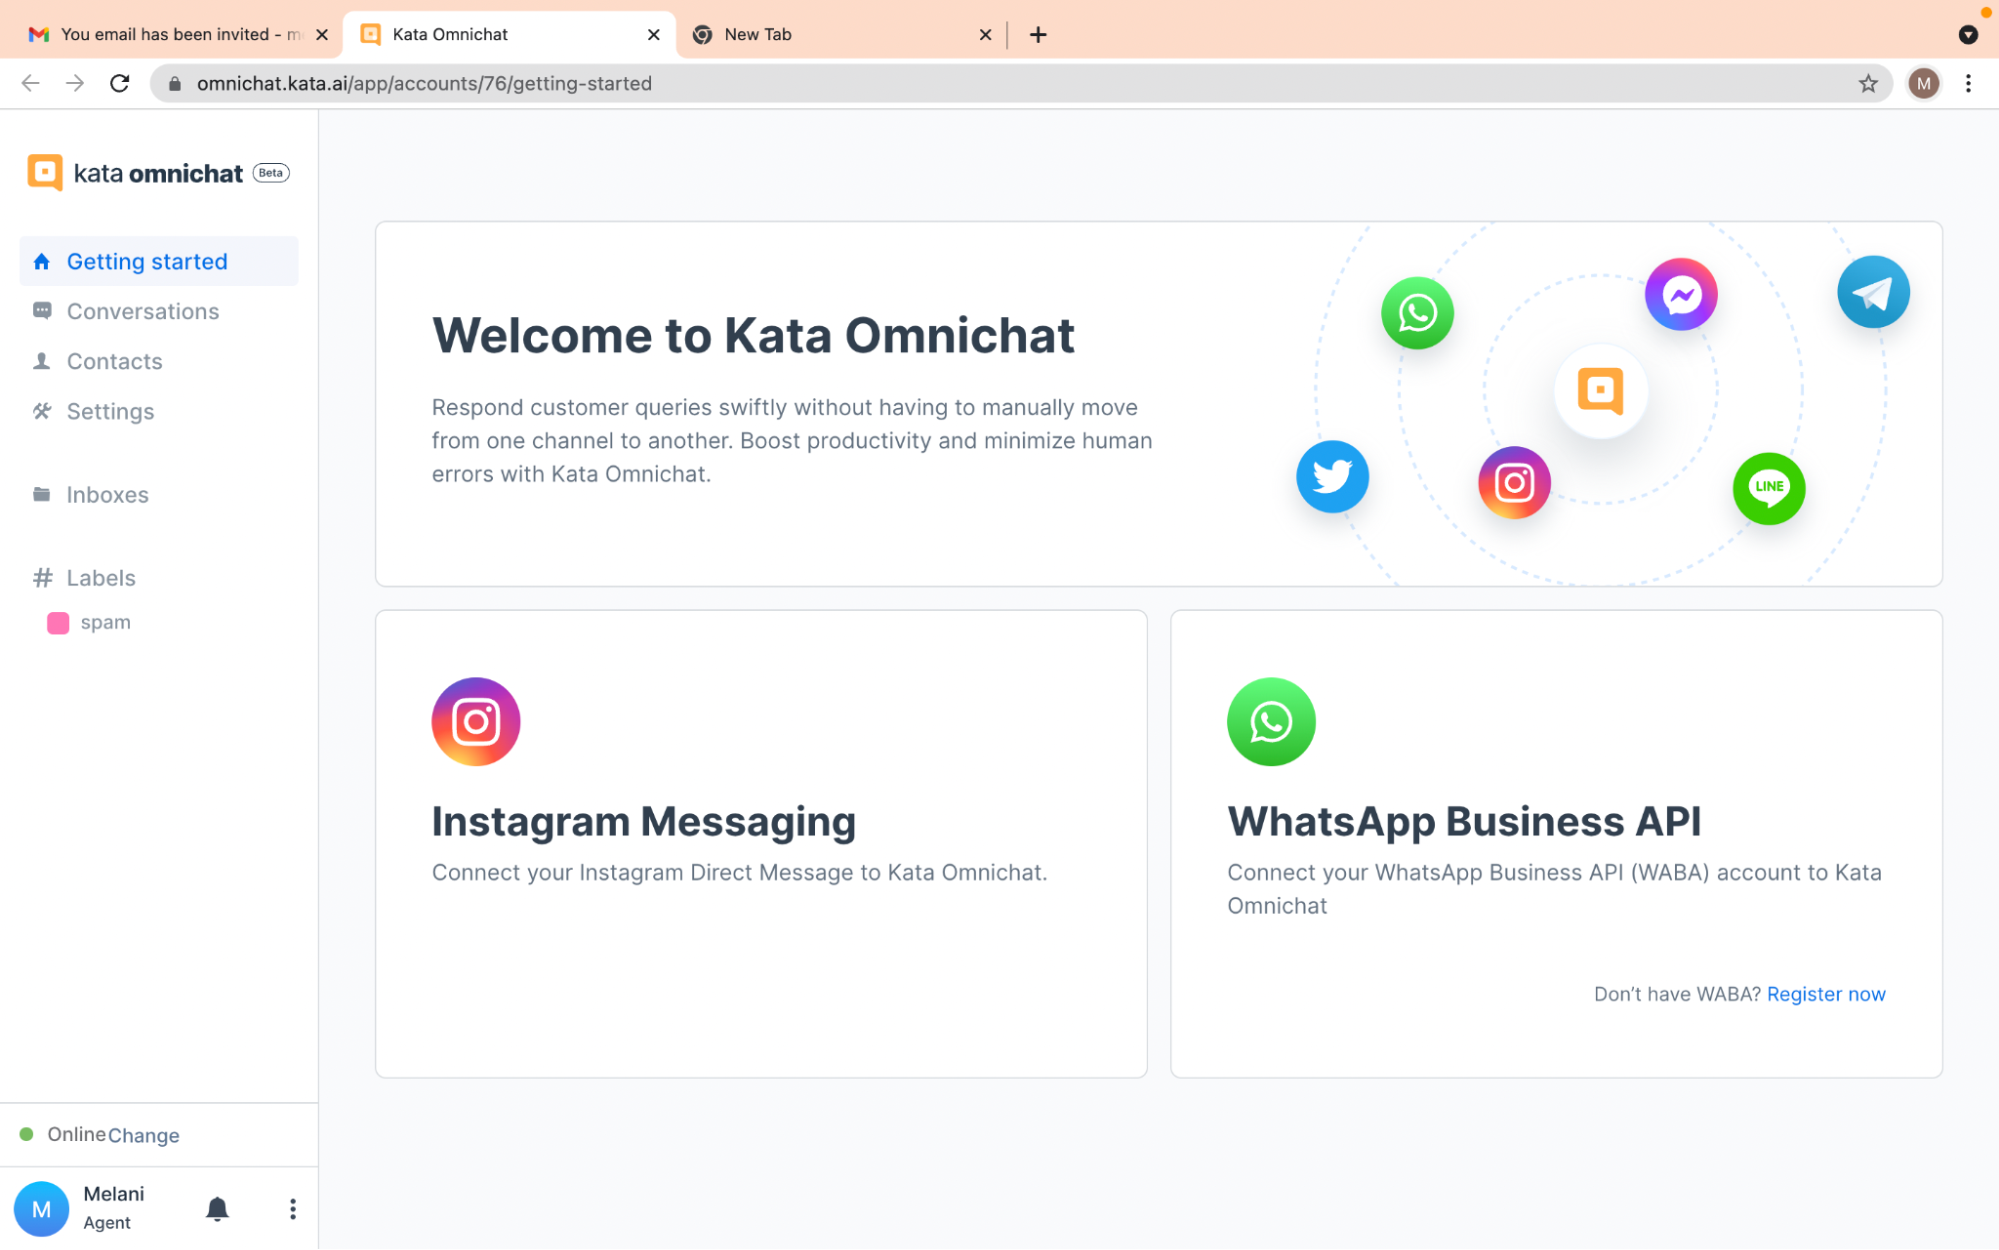 You email has been invited - m
Kata Omnichat
New Tab
omnichat.kata.ai/app/accounts/76/getting-started
M
kata omnichat Beta
Getting started
Conversations
Contacts
Settings
Inboxes
# Labels
spam
Welcome to Kata Omnichat
Respond customer queries swiftly without having to manually move
from one channel to another. Boost productivity and minimize human
errors with Kata Omnichat.
LINE
Instagram Messaging
Connect your Instagram Direct Message to Kata Omnichat.
WhatsApp Business API
Connect your WhatsApp Business API (WABA) account to Kata
Omnichat
Don't have WABA? Register now
Online Change
M
Melani
Agent